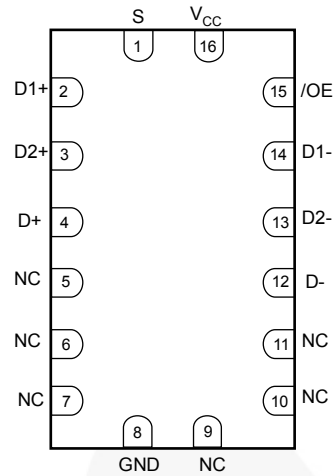 S VCC
1 16
D1+ 2 15 /OE
D2+ 3 14 D1-
D+ 4 13 D2-
NC 5 12 D-
NC 6 11 NC
NC 7 10 NC
8 9
GND NC